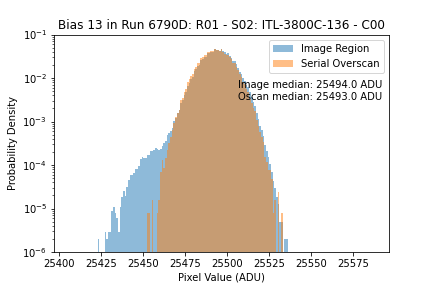 Bias 13 in Run 6790D: R01 - S02: ITL-3800C-136 - C00
Image Region
Serial Overscan
Image median: 25494.0 ADU
Oscan median: 25493.0 ADU
Probability Density
10⁻¹
10⁻²
10⁻³
10⁻⁴
10⁻⁵
10⁻⁶
25400 25425 25450 25475 25500 25525 25550 25575
Pixel Value (ADU)